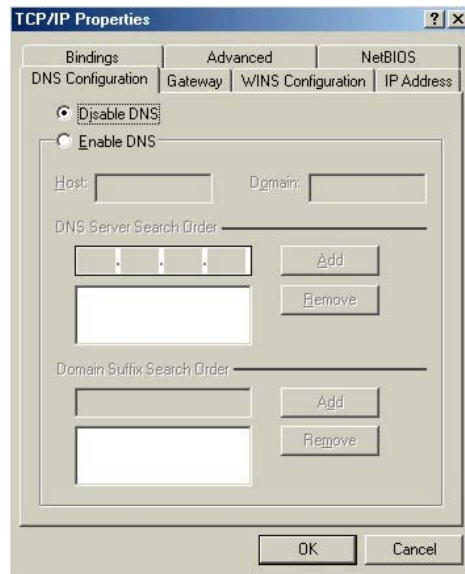 TCP/IP Properties
Bindings
Advanced
NetBIOS
DNS Configuration
Gateway
WINS Configuration
IP Address
Disable DNS
Enable DNS
Host:
Domain:
DNS Server Search Order
Add
Remove
Domain Suffix Search Order
Add
Remove
OK
Cancel